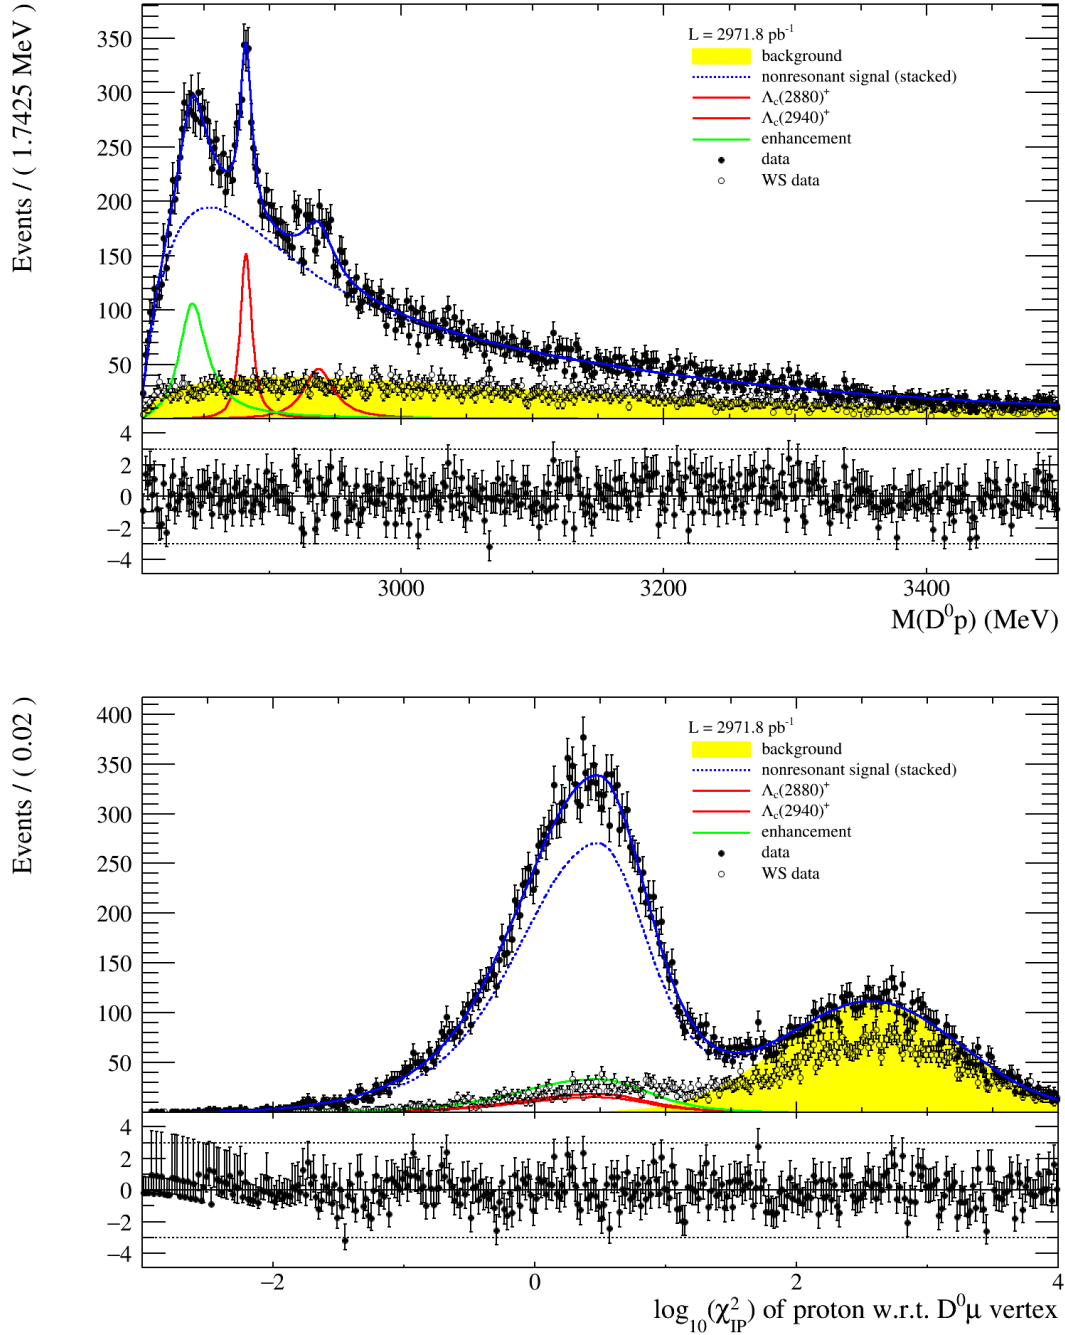 Events / ( 1.7425 MeV )
350
300
250
200
150
100
50
L = 2971.8 pb⁻¹
background
nonresonant signal (stacked)
Λc(2880)⁺
Λc(2940)⁺
enhancement
data
WS data
4
2
0
−2
−4
3000 3200 3400
M(D⁰p) (MeV)
Events / ( 0.02 )
400
350
300
250
200
150
100
50
L = 2971.8 pb⁻¹
background
nonresonant signal (stacked)
Λc(2880)⁺
Λc(2940)⁺
enhancement
data
WS data
4
2
0
−2
−4
−2 0 2 4
log₁₀(χ²IP) of proton w.r.t. D⁰μ vertex